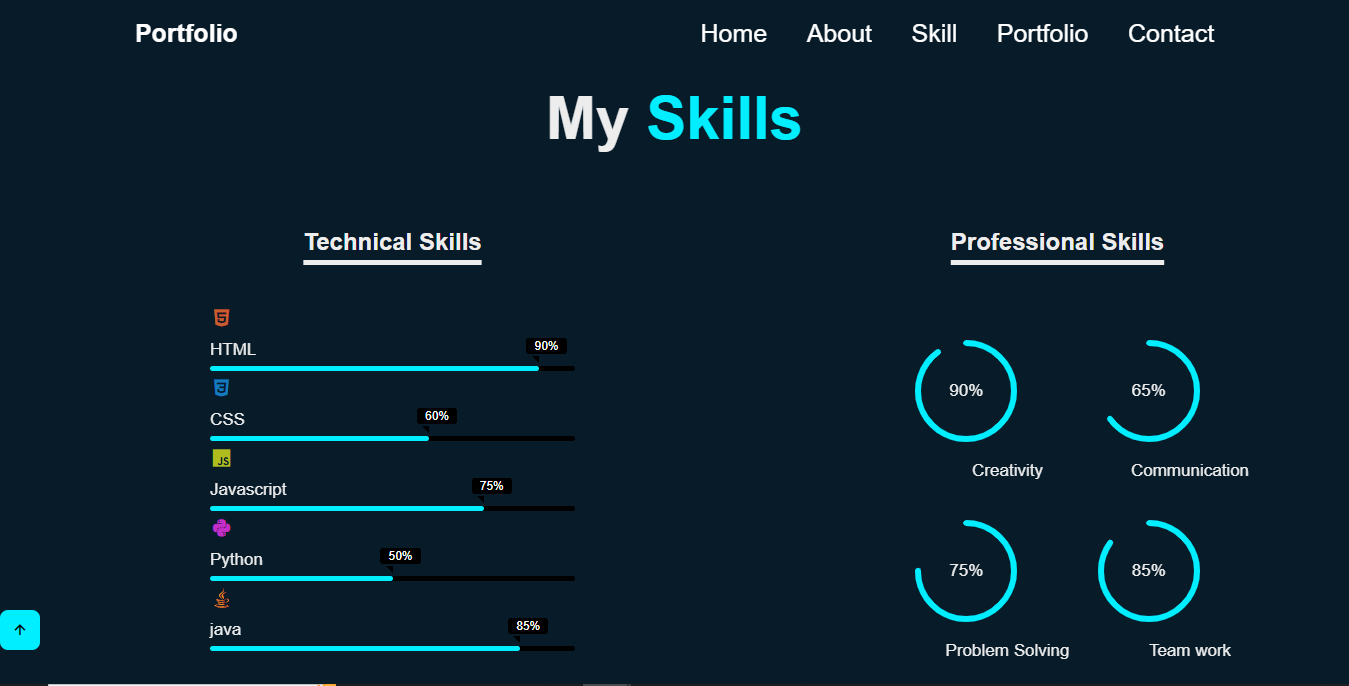 Portfolio
Home About Skill Portfolio Contact
My Skills
Technical Skills
HTML 90%
CSS 60%
JS
Javascript 75%
Python 50%
java 85%
Professional Skills
90% 65%
Creativity Communication
75% 85%
Problem Solving Team work